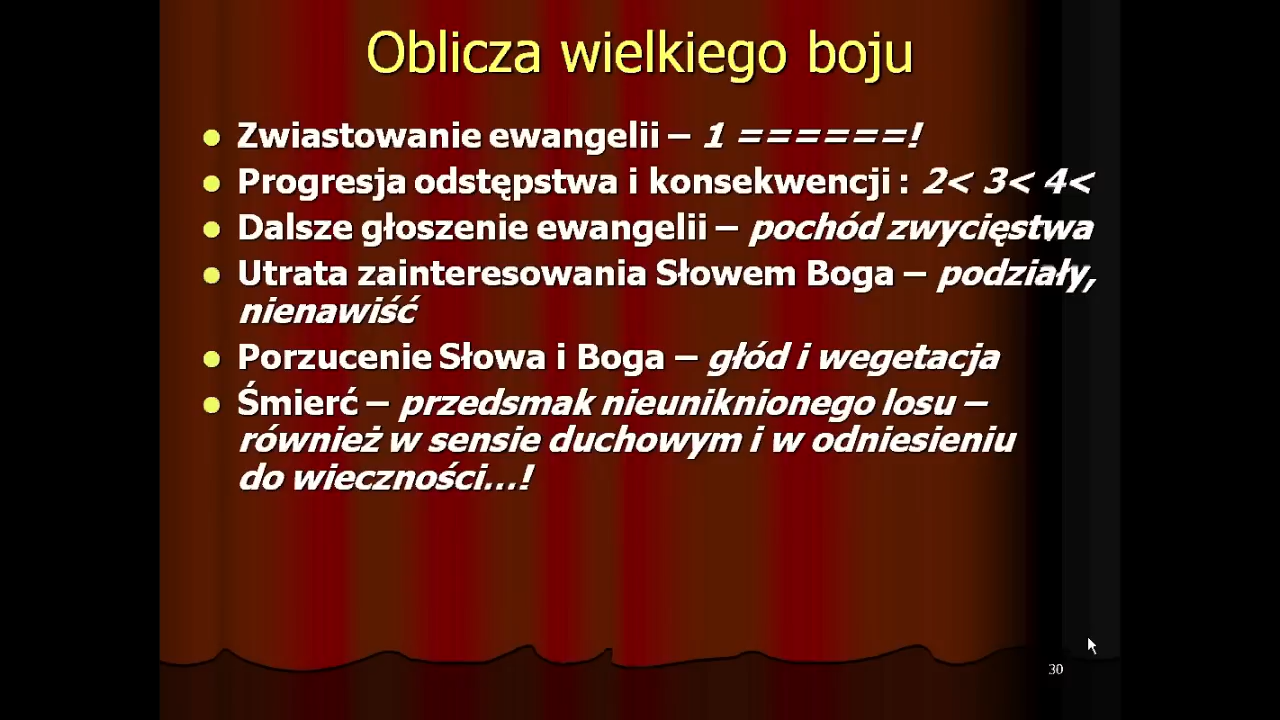 Oblicza wielkiego boju
● Zwiastowanie ewangelii – 1 ======!
● Progresja odstępstwa i konsekwencji : 2< 3< 4<
● Dalsze głoszenie ewangelii – pochód zwycięstwa
● Utrata zainteresowania Słowem Boga – podziały,
nienawiść
● Porzucenie Słowa i Boga – głód i wegetacja
● Śmierć – przedsmak nieuniknionego losu –
również w sensie duchowym i w odniesieniu
do wieczności…!
30